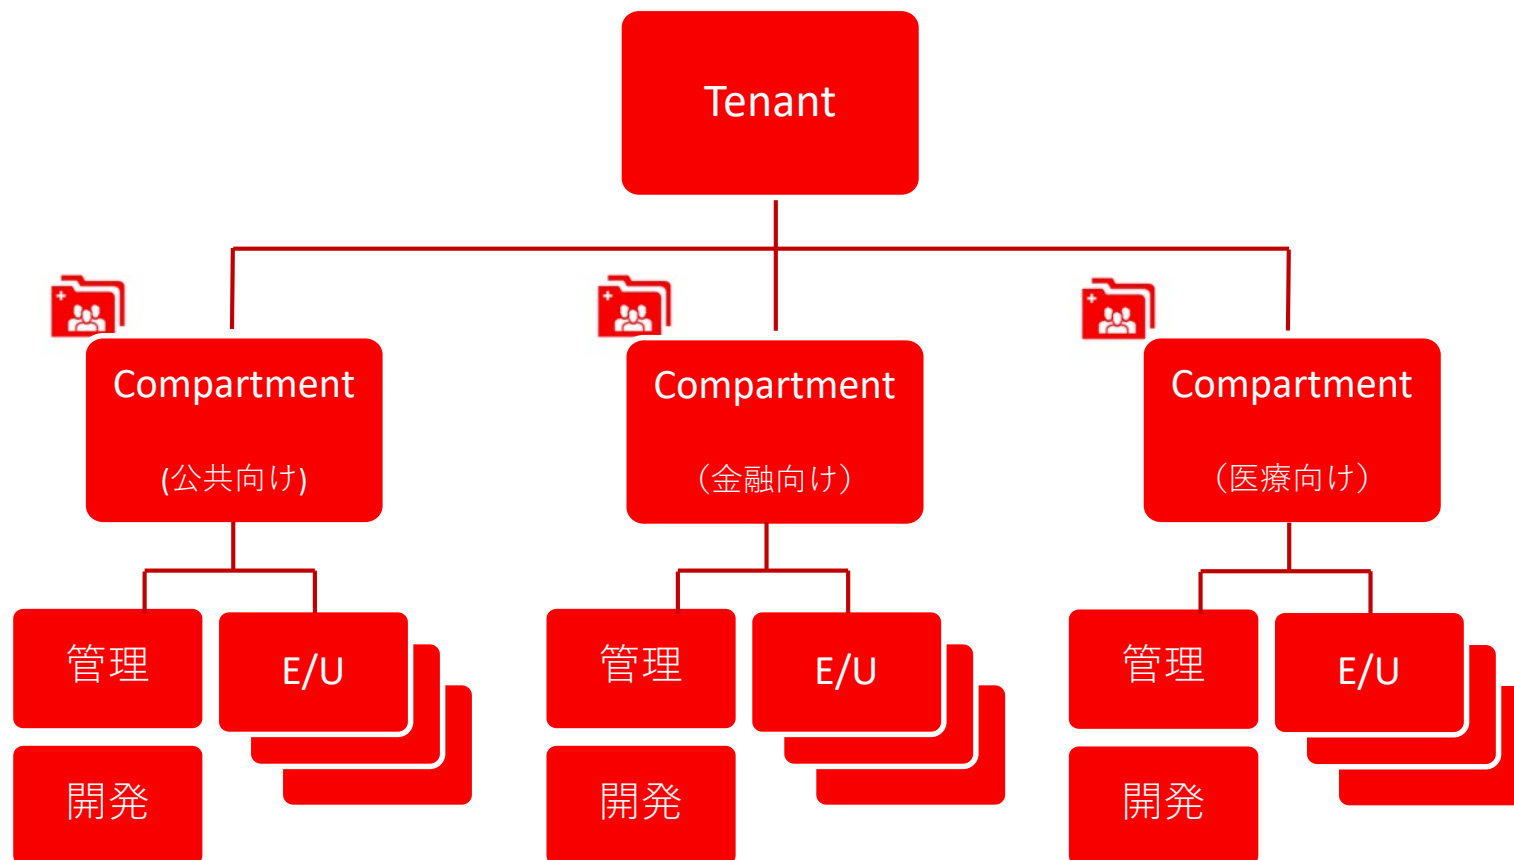 Tenant
Compartment
(公共向け)
Compartment
（金融向け）
Compartment
（医療向け）
管理
E/U
開発
管理
E/U
開発
管理
E/U
開発